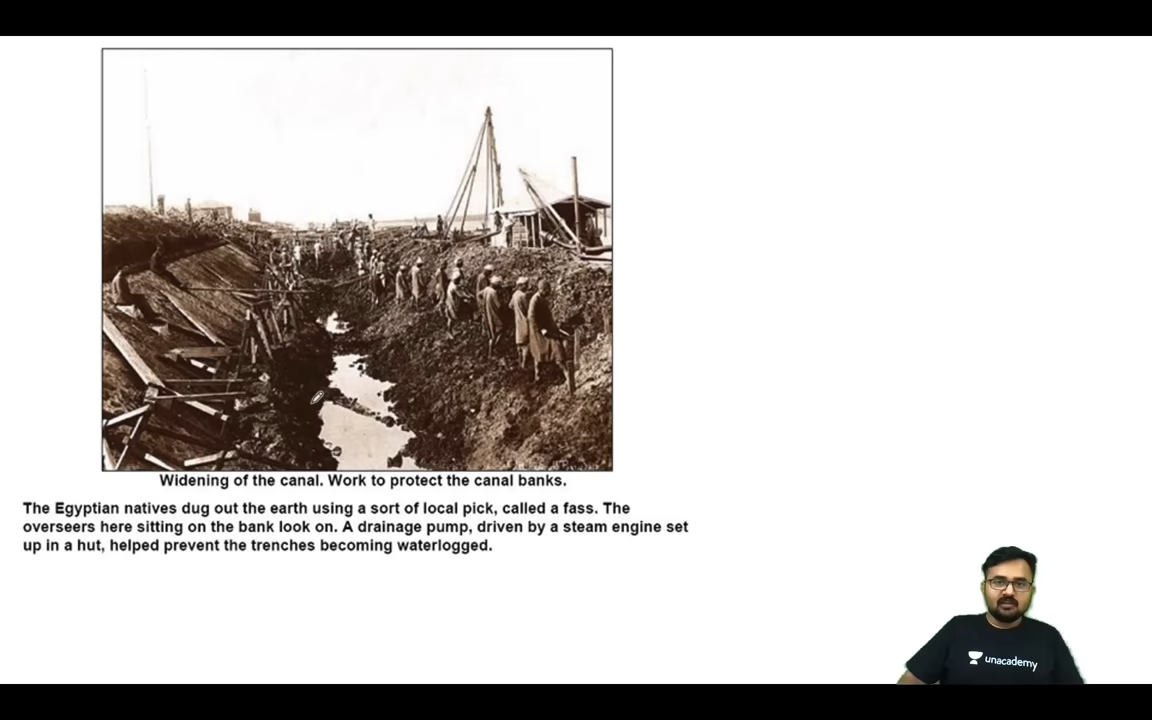 Widening of the canal. Work to protect the canal banks.
The Egyptian natives dug out the earth using a sort of local pick, called a fass. The
overseers here sitting on the bank look on. A drainage pump, driven by a steam engine set
up in a hut, helped prevent the trenches becoming waterlogged.
unacademy